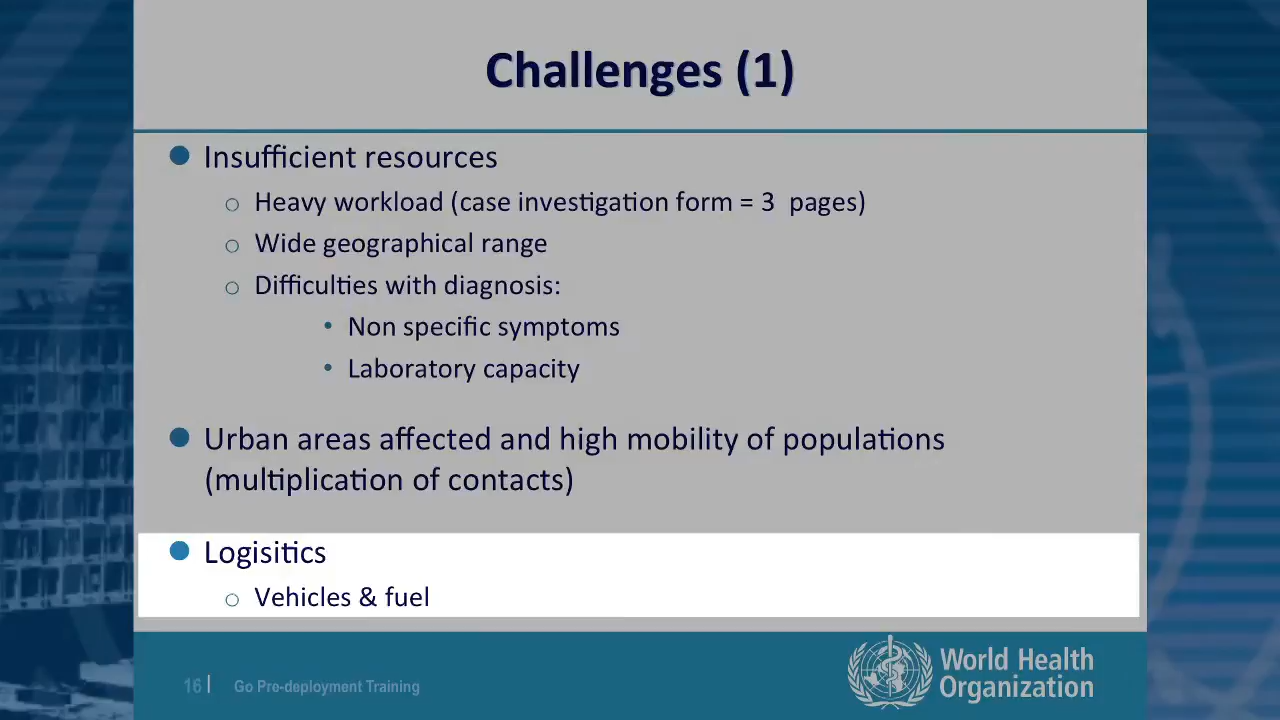 Challenges (1)
Insufficient resources
Heavy workload (case investigation form = 3 pages)
Wide geographical range
Difficulties with diagnosis:
Non specific symptoms
Laboratory capacity
Urban areas affected and high mobility of populations
(multiplication of contacts)
Logisitics
Vehicles & fuel
16 | Go Pre-deployment Training
World Health
Organization